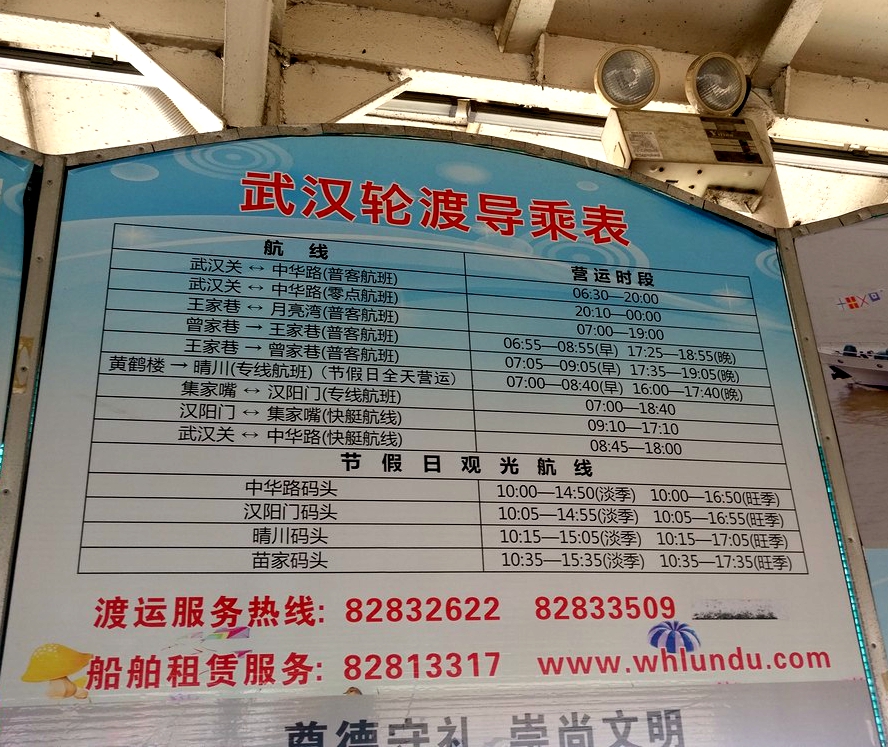 武汉轮渡导乘表
航 线 营运时段
武汉关 ↔ 中华路(普客航班) 06:30—20:00
武汉关 ↔ 中华路(零点航班) 20:10—00:00
王家巷 ↔ 月亮湾(普客航班) 07:00—19:00
曾家巷 → 王家巷(普客航班) 06:55—08:55(早) 17:25—18:55(晚)
王家巷 → 曾家巷(普客航班) 07:05—09:05(早) 17:35—19:05(晚)
黄鹤楼 → 晴川(专线航班)（节假日全天营运） 07:00—08:40(早) 16:00—17:40(晚)
集家嘴 ↔ 汉阳门(专线航班) 07:00—18:40
汉阳门 ↔ 集家嘴(快艇航线) 09:10—17:10
武汉关 ↔ 中华路(快艇航线) 08:45—18:00
节 假 日 观 光 航 线
中华路码头 10:00—14:50(淡季) 10:00—16:50(旺季)
汉阳门码头 10:05—14:55(淡季) 10:05—16:55(旺季)
晴川码头 10:15—15:05(淡季) 10:15—17:05(旺季)
苗家码头 10:35—15:35(淡季) 10:35—17:35(旺季)
渡运服务热线: 82832622 82833509
船舶租赁服务: 82813317 www.whlundu.com
尊德守礼 崇尚文明